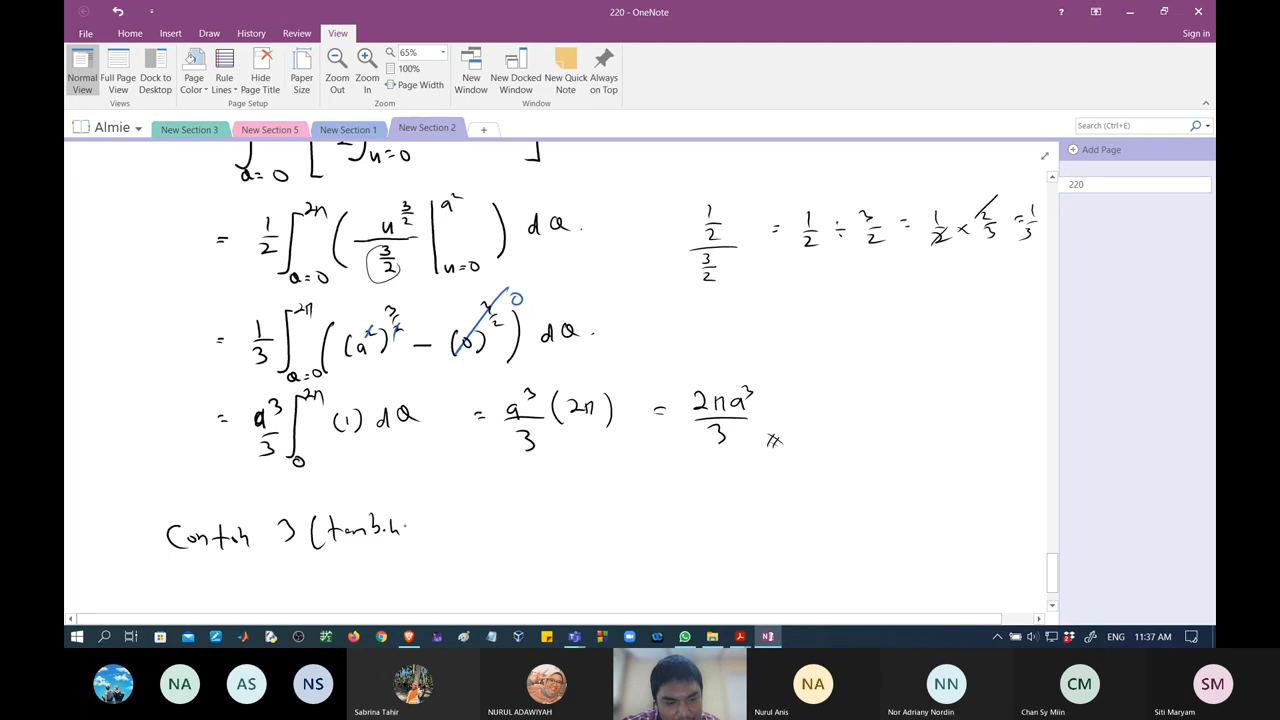 220 - OneNote
File Home Insert Draw History Review View Sign in
Normal View Full Page View Dock to Desktop Page Color Rule Lines Hide Page Title Paper Size Zoom Out Zoom In 65% 100% Page Width New Window New Docked Window New Quick Note Always on Top
Views Page Setup Zoom Window
Almie New Section 3 New Section 5 New Section 1 New Section 2 + Search (Ctrl+E)
Add Page
220
a=0 [ u=0 ]
= 1/2 ∫_{θ=0}^{2π} ( u^{3/2} / (3/2) |_{u=0}^{a²} ) dθ.
(1/2)/(3/2) = 1/2 ÷ 3/2 = 1/2 × 2/3 = 1/3
= 1/3 ∫_{θ=0}^{2π} ( (a²)^{3/2} − (0)^{3/2} ) dθ. 0
= a³/3 ∫_0^{2π} (1) dθ = a³/3 (2π) = 2πa³/3
Contoh 3 (tambah
ENG 11:37 AM
NA AS NS NA NN CM SM
Sabrina Tahir NURUL ADAWIYAH Nurul Anis Nor Adriany Nordin Chan Sy Miin Siti Maryam